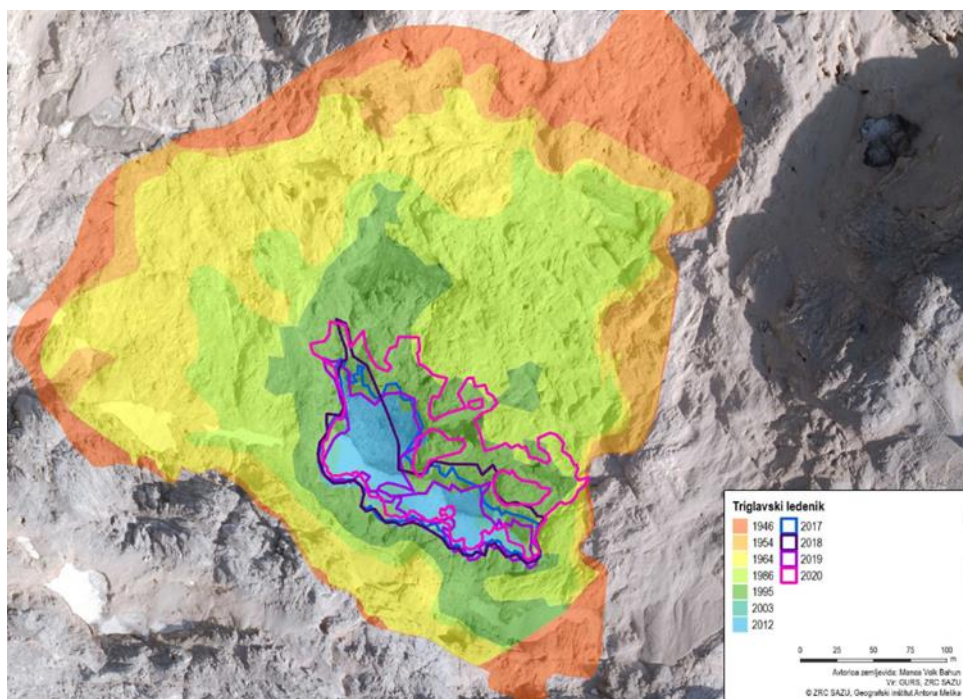 Triglavski ledenik
1946 2017
1954 2018
1964 2019
1986 2020
1995
2003
2012
0 25 50 75 100
m
Avtorica zemljevida: Manca Volk Bahun
Vir: GURS, ZRC SAZU
© ZRC SAZU, Geografski inštitut Antona Melika